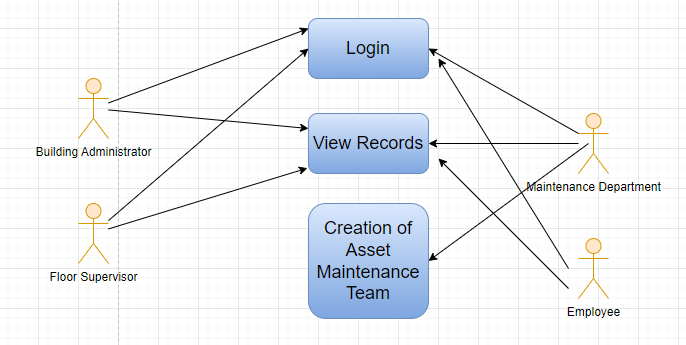 Login
Building Administrator
View Records
Maintenance Department
Floor Supervisor
Creation of
Asset
Maintenance
Team
Employee